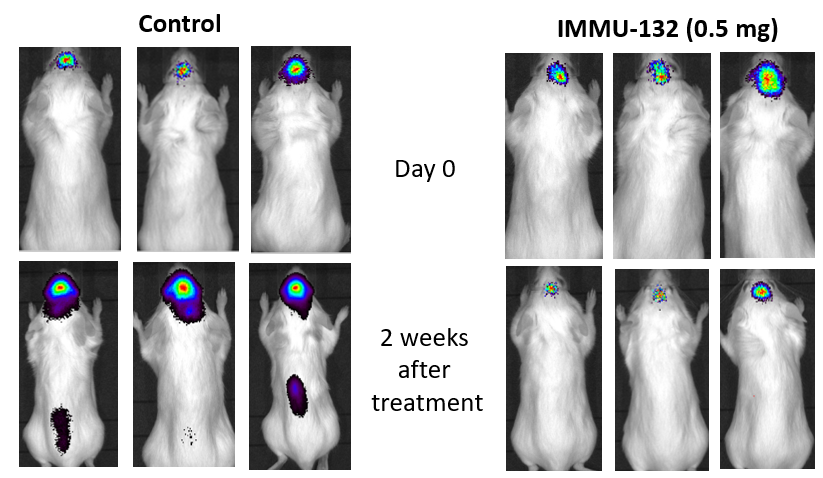 Control
IMMU-132 (0.5 mg)
Day 0
2 weeks
after
treatment